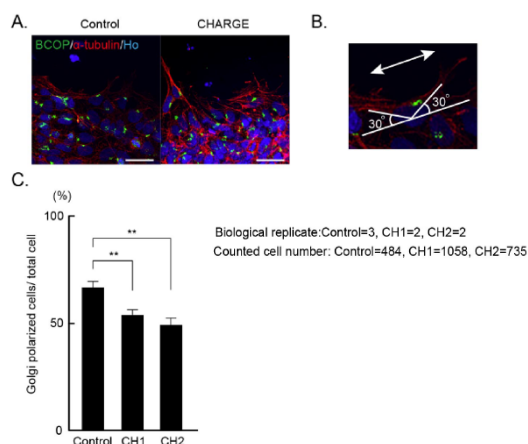 A.
Control
CHARGE
BCOP/α-tubulin/Ho
B.
30°
30°
C.
(%)
100
50
0
Golgi polarized cells/ total cell
**
**
Control
CH1
CH2
Biological replicate:Control=3, CH1=2, CH2=2
Counted cell number: Control=484, CH1=1058, CH2=735